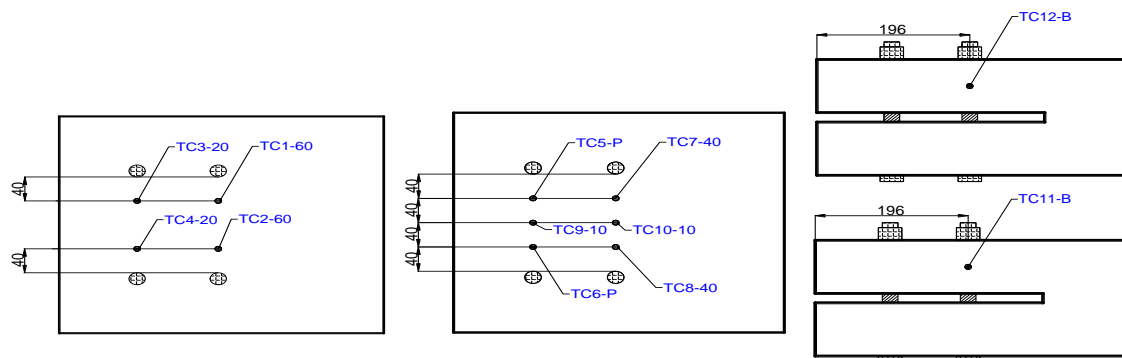 196
TC12-B
TC3-20
TC1-60
40
TC4-20
TC2-60
40
TC5-P
TC7-40
40
40
TC9-10
TC10-10
40
40
TC6-P
TC8-40
196
TC11-B